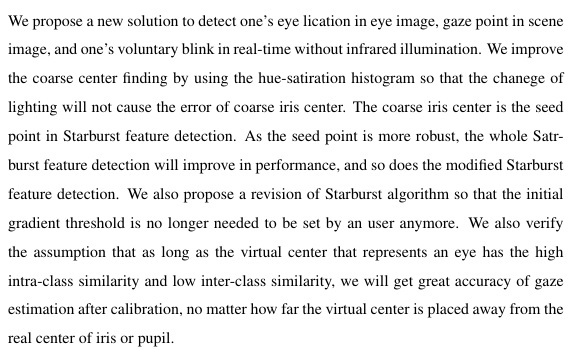 We propose a new solution to detect one's eye lication in eye image, gaze point in scene
image, and one's voluntary blink in real-time without infrared illumination. We improve
the coarse center finding by using the hue-satiration histogram so that the chanege of
lighting will not cause the error of coarse iris center. The coarse iris center is the seed
point in Starburst feature detection. As the seed point is more robust, the whole Satr-
burst feature detection will improve in performance, and so does the modified Starburst
feature detection. We also propose a revision of Starburst algorithm so that the initial
gradient threshold is no longer needed to be set by an user anymore. We also verify
the assumption that as long as the virtual center that represents an eye has the high
intra-class similarity and low inter-class similarity, we will get great accuracy of gaze
estimation after calibration, no matter how far the virtual center is placed away from the
real center of iris or pupil.